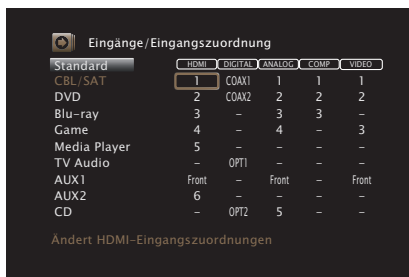 Eingänge/Eingangszuordnung
Standard HDMI DIGITAL ANALOG COMP VIDEO
CBL/SAT 1 COAX1 1 1 1
DVD 2 COAX2 2 2 2
Blu-ray 3 – 3 3 –
Game 4 – 4 – 3
Media Player 5 – – – –
TV Audio – OPT1 – – –
AUX1 Front – Front – Front
AUX2 6 – – – –
CD – OPT2 5 – –
Ändert HDMI-Eingangszuordnungen